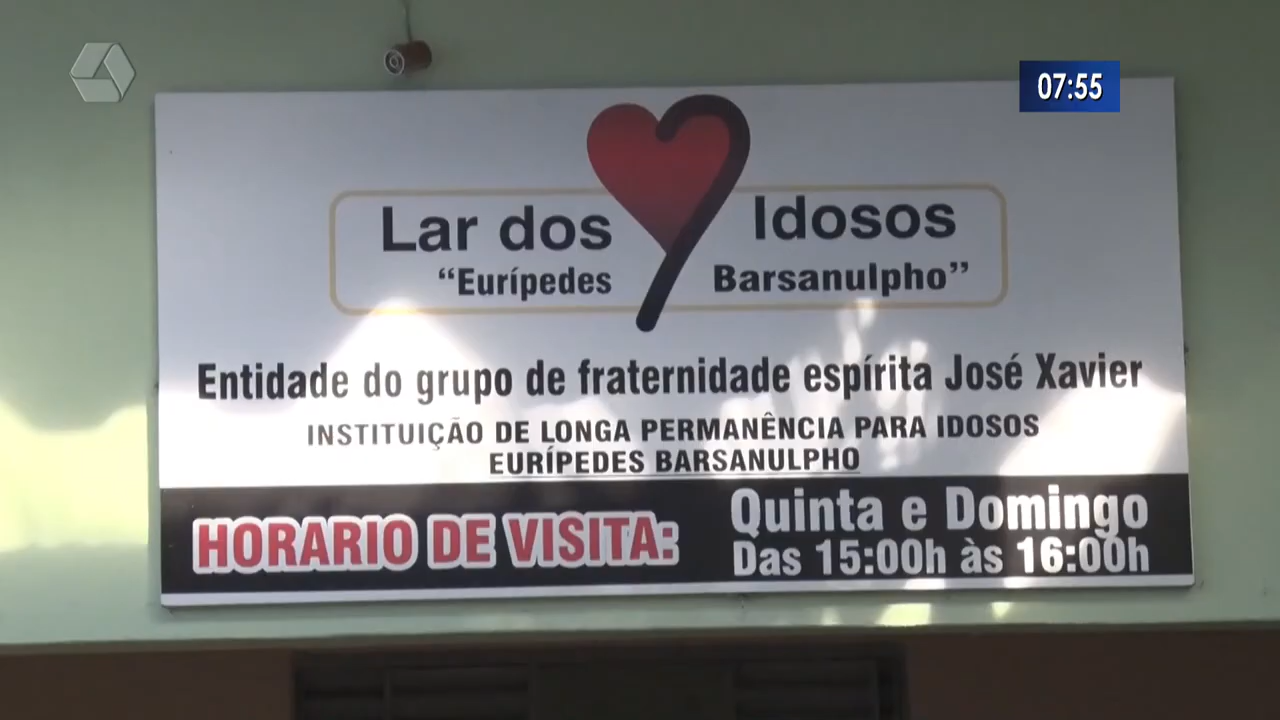 07:55
Lar dos Idosos
“Eurípedes Barsanulpho”
Entidade do grupo de fraternidade espírita José Xavier
INSTITUIÇÃO DE LONGA PERMANÊNCIA PARA IDOSOS
EURÍPEDES BARSANULPHO
HORARIO DE VISITA:
Quinta e Domingo
Das 15:00h às 16:00h